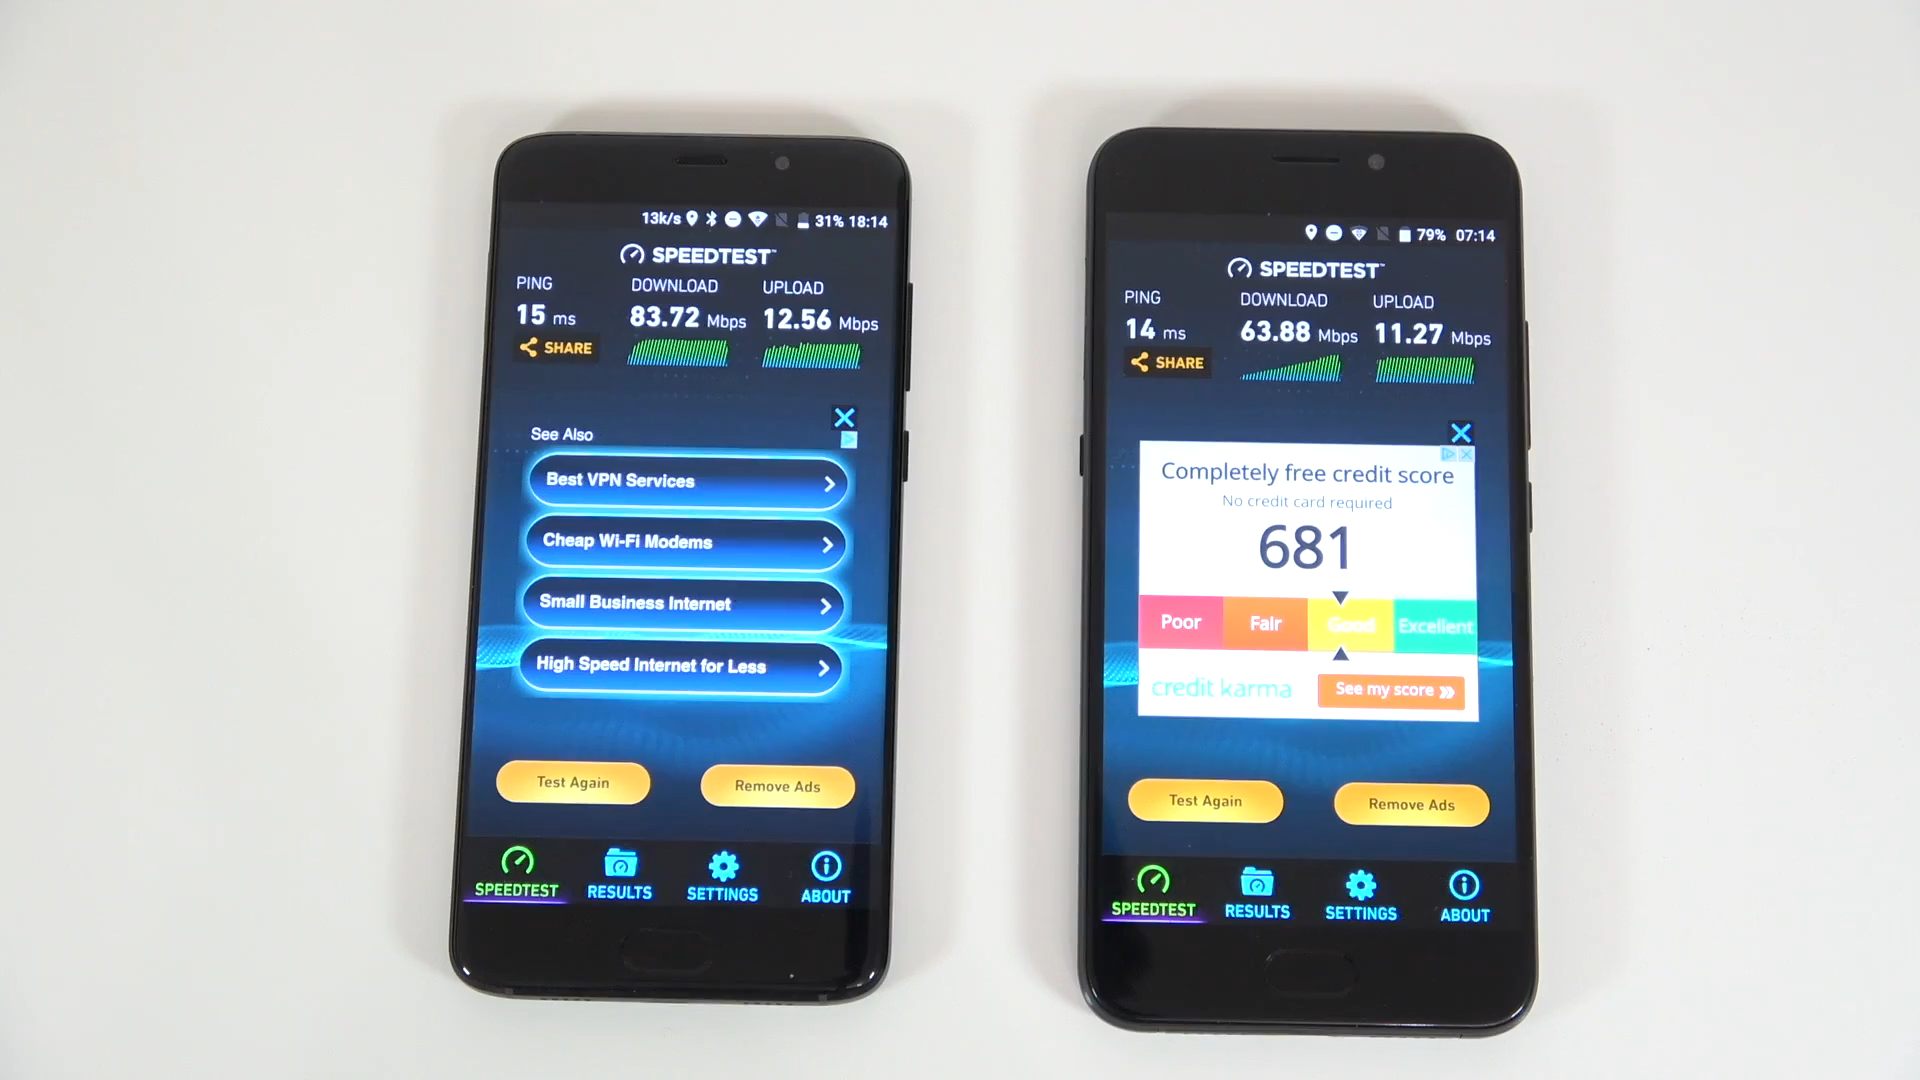 13k/s 31% 18:14
SPEEDTEST™
PING DOWNLOAD UPLOAD
15 ms 83.72 Mbps 12.56 Mbps
SHARE
See Also
Best VPN Services
Cheap Wi-Fi Modems
Small Business Internet
High Speed Internet for Less
Test Again Remove Ads
SPEEDTEST RESULTS SETTINGS ABOUT
79% 07:14
SPEEDTEST™
PING DOWNLOAD UPLOAD
14 ms 63.88 Mbps 11.27 Mbps
SHARE
Completely free credit score
No credit card required
681
Poor Fair Good Excellent
credit karma See my score »
Test Again Remove Ads
SPEEDTEST RESULTS SETTINGS ABOUT